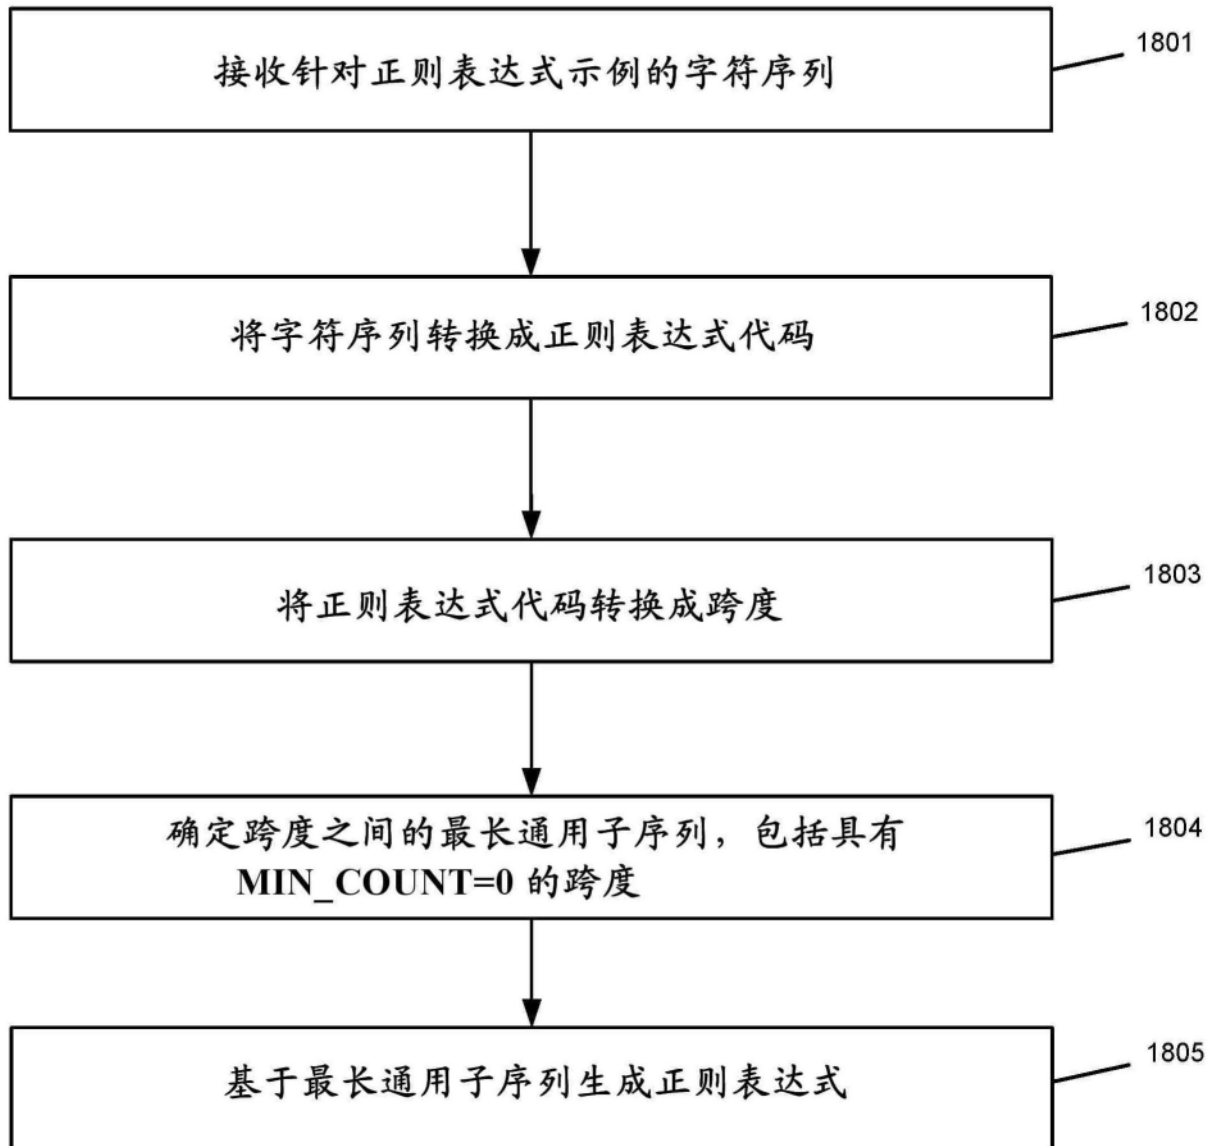 接收针对正则表达式示例的字符序列
1801
将字符序列转换成正则表达式代码
1802
将正则表达式代码转换成跨度
1803
确定跨度之间的最长通用子序列，包括具有
MIN_COUNT=0 的跨度
1804
基于最长通用子序列生成正则表达式
1805